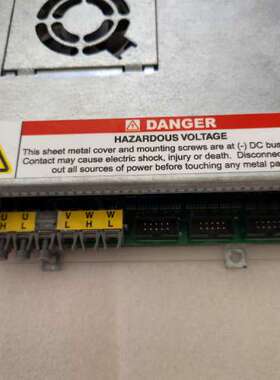 ⚠ DANGER
HAZARDOUS VOLTAGE
This sheet metal cover and mounting screws are at (-) DC bus
Contact may cause electric shock, injury or death. Disconnec
out all sources of power before touching any metal pa
U U V W W
H L L H L